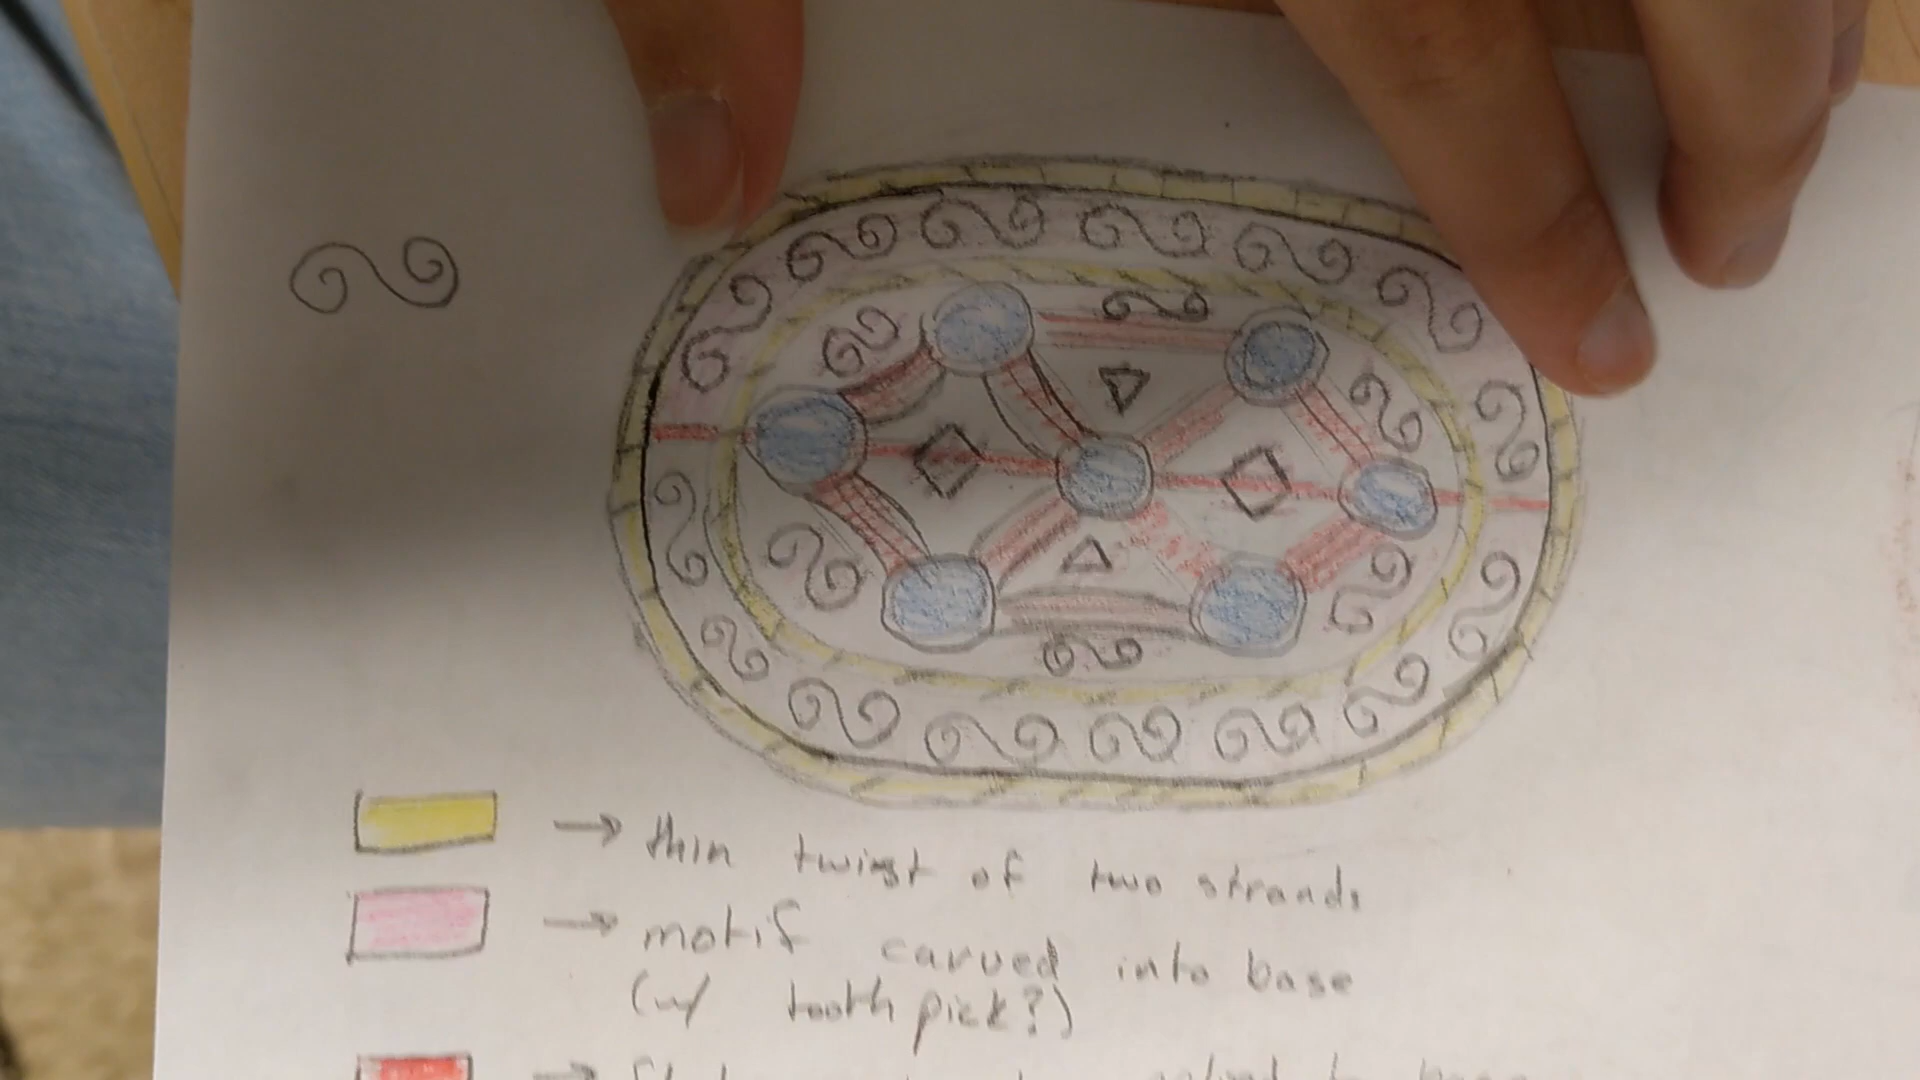 → thin twist of two strands
→ motif carved into base
(w/ toothpick?)
→